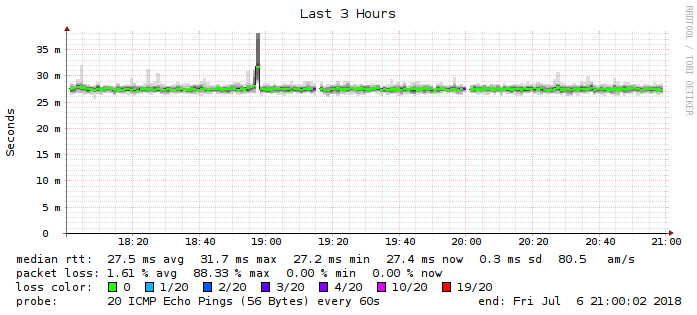 Last 3 Hours
RRDTOOL / TOBI OETIKER
Seconds
35 m
30 m
25 m
20 m
15 m
10 m
5 m
0
18:20 18:40 19:00 19:20 19:40 20:00 20:20 20:40 21:00
median rtt: 27.5 ms avg 31.7 ms max 27.2 ms min 27.4 ms now 0.3 ms sd 80.5 am/s
packet loss: 1.61 % avg 88.33 % max 0.00 % min 0.00 % now
loss color: 0 1/20 2/20 3/20 4/20 10/20 19/20
probe: 20 ICMP Echo Pings (56 Bytes) every 60s end: Fri Jul 6 21:00:02 2018